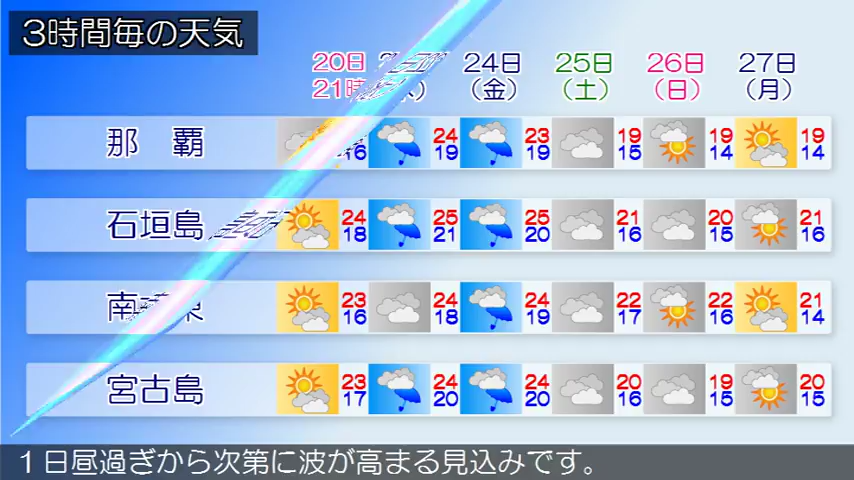 3時間毎の天気
20日 24日 25日 26日 27日
21時 (金) (土) (日) (月)
那 覇 16 24 19 23 19 19 15 19 14 19 14
石垣島 24 18 25 21 25 20 21 16 20 15 21 16
南 東 23 16 24 18 24 19 22 17 22 16 21 14
宮古島 23 17 24 20 24 20 20 16 19 15 20 15
1日昼過ぎから次第に波が高まる見込みです。